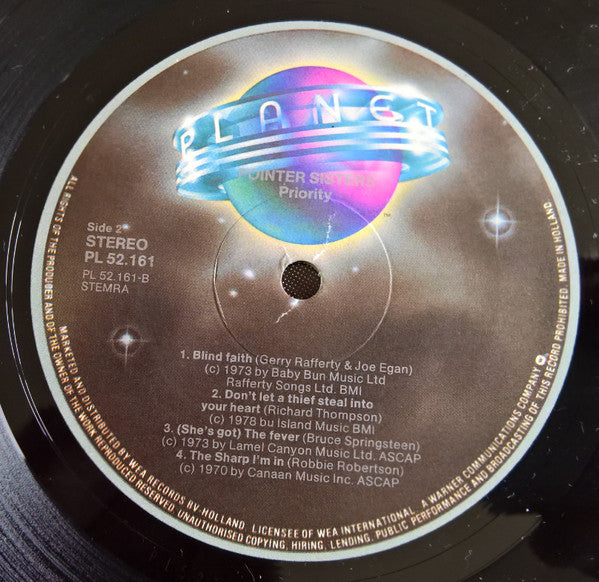 PLANET
POINTER SISTERS
Priority
™
Side 2
STEREO
PL 52.161
PL 52.161-B
STEMRA
1. Blind faith (Gerry Rafferty & Joe Egan)
(c) 1973 by Baby Bun Music Ltd
Rafferty Songs Ltd. BMI
2. Don't let a thief steal into
your heart (Richard Thompson)
(c) 1978 bu Island Music BMI
3. (She's got) The fever (Bruce Springsteen)
(c) 1973 by Lamel Canyon Music Ltd. ASCAP
4. The Sharp I'm in (Robbie Robertson)
(c) 1970 by Canaan Music Inc. ASCAP
ALL RIGHTS OF THE PRODUCER AND OF THE OWNER OF THE WORK REPRODUCED RESERVED. UNAUTHORISED COPYING, HIRING, LENDING, PUBLIC PERFORMANCE AND BROADCASTING OF THIS RECORD PROHIBITED. MADE IN HOLLAND
MARKETED AND DISTRIBUTED BY WEA RECORDS BV-HOLLAND. LICENSEE OF WEA INTERNATIONAL. A WARNER COMMUNICATIONS COMPANY